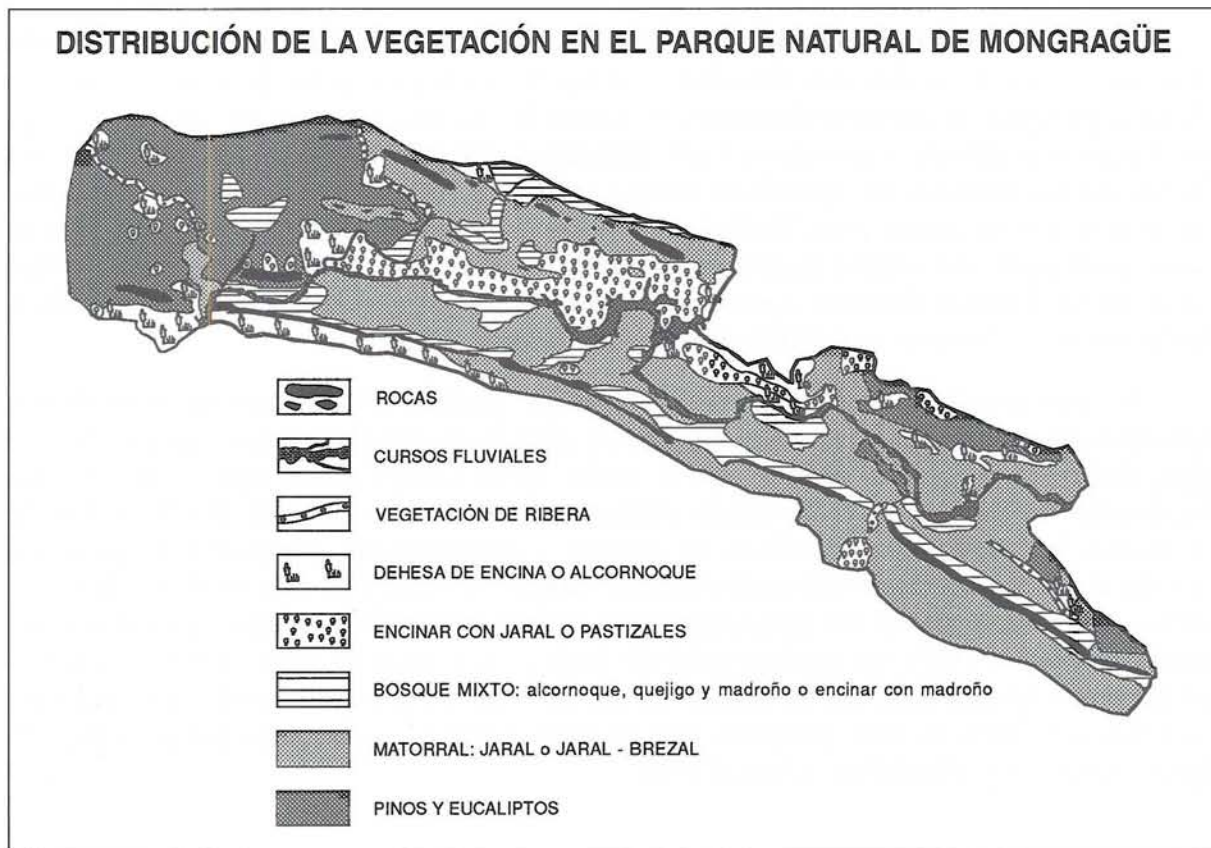 DISTRIBUCIÓN DE LA VEGETACIÓN EN EL PARQUE NATURAL DE MONGRAGÜE
ROCAS
CURSOS FLUVIALES
VEGETACIÓN DE RIBERA
DEHESA DE ENCINA O ALCORNOQUE
ENCINAR CON JARAL O PASTIZALES
BOSQUE MIXTO: alcornoque, quejigo y madroño o encinar con madroño
MATORRAL: JARAL o JARAL - BREZAL
PINOS Y EUCALIPTOS